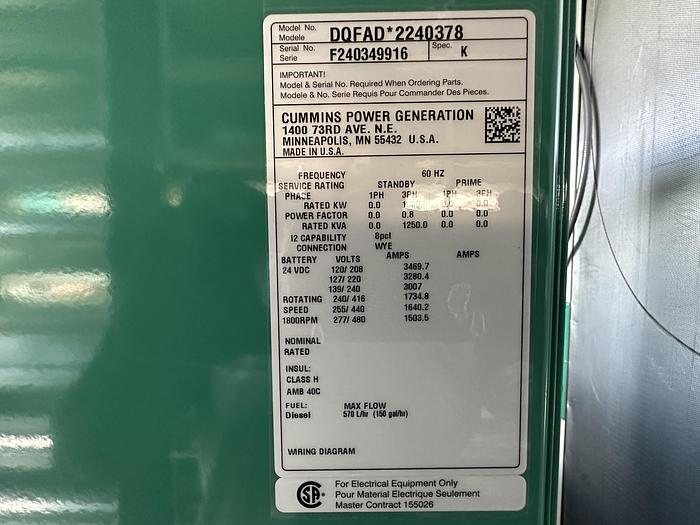 Model No. DQFAD*2240378
Modele
Serial No. F240349916 Spec. K
Serie
IMPORTANT!
Model & Serial No. Required When Ordering Parts.
Modele & No. Serie Requis Pour Commander Des Pieces.
CUMMINS POWER GENERATION
1400 73RD AVE. N.E.
MINNEAPOLIS, MN 55432 U.S.A.
MADE IN U.S.A.
FREQUENCY 60 HZ
SERVICE RATING STANDBY PRIME
PHASE 1PH 3PH 1PH 3PH
RATED KW 0.0 0.0 0.0
POWER FACTOR 0.0 0.8 0.0 0.0
RATED KVA 0.0 1250.0 0.0 0.0
I2 CAPABILITY 8pct
CONNECTION WYE
BATTERY VOLTS AMPS AMPS
24 VDC 120/ 208 3469.7
127/ 220 3280.4
139/ 240 3007
ROTATING 240/ 416 1734.8
SPEED 255/ 440 1640.2
1800RPM 277/ 480 1503.5
NOMINAL
RATED
INSUL:
CLASS H
AMB 40C
FUEL: MAX FLOW
Diesel 570 L/hr (150 gal/hr)
WIRING DIAGRAM
SA For Electrical Equipment Only
Pour Material Electrique Seulement
Master Contract 155026